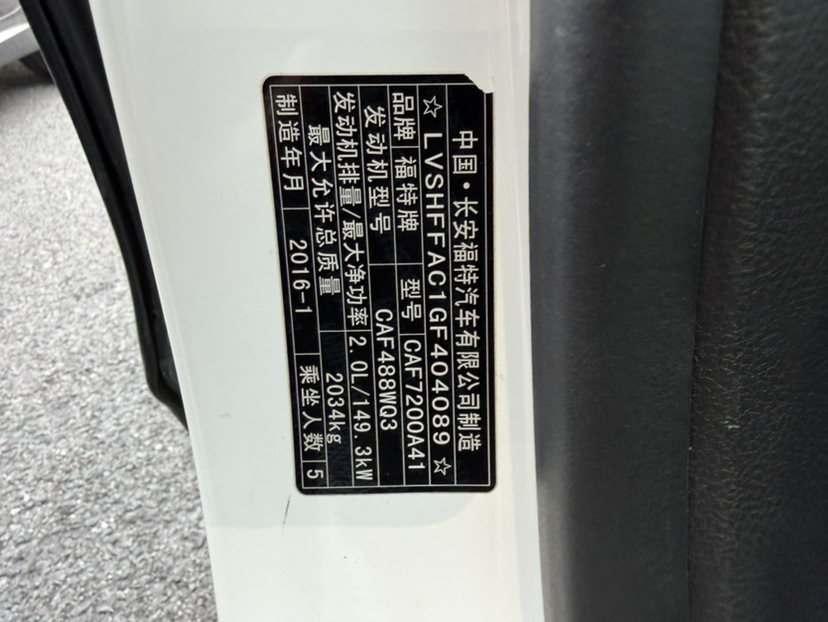 中国·长安福特汽车有限公司制造
☆ LVSHFFAC1GF404089 ☆
品牌 福特牌 型号 CAF7200A41
发动机型号 CAF488WQ3
发动机排量/最大净功率 2.0L/149.3kW
最大允许总质量 2034kg
制造年月 2016-1 乘坐人数 5